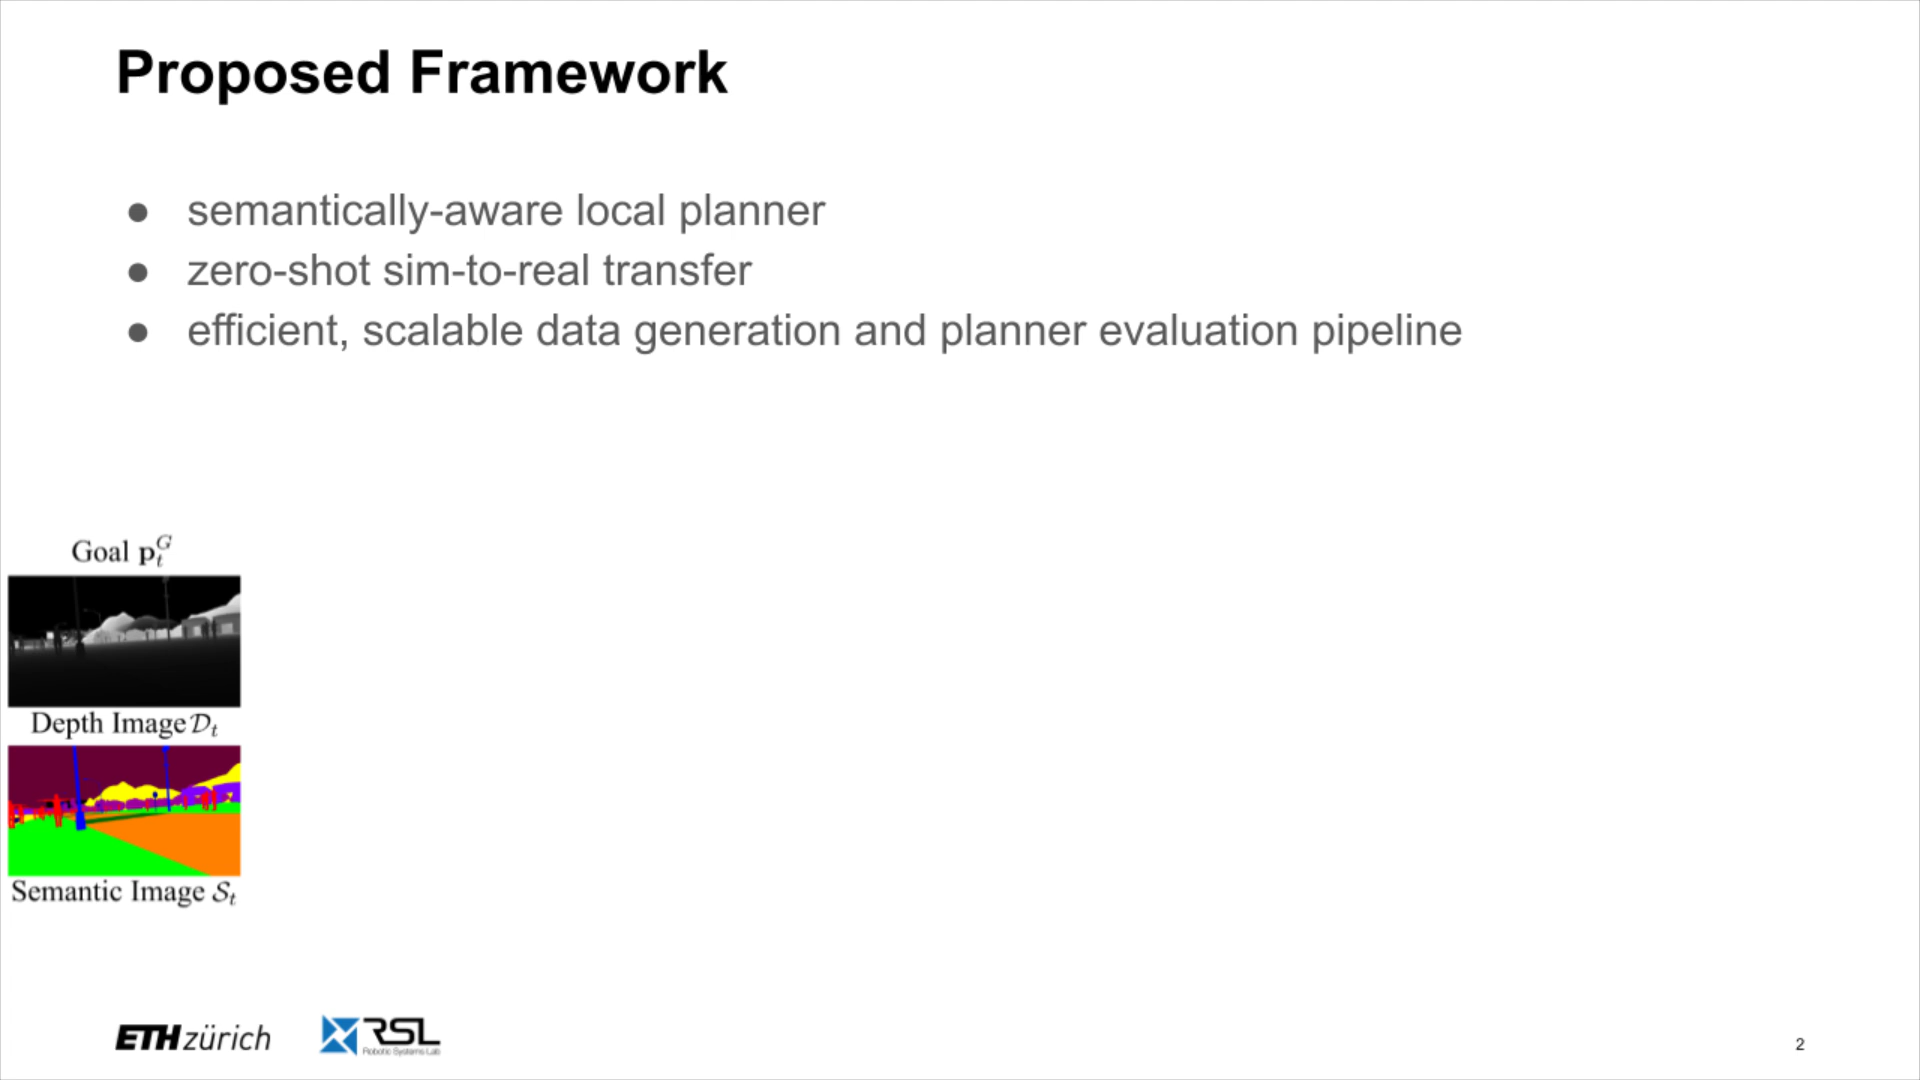 Proposed Framework
● semantically-aware local planner
● zero-shot sim-to-real transfer
● efficient, scalable data generation and planner evaluation pipeline
Goal p_t^G
Depth Image D_t
Semantic Image S_t
ETH zürich
RSL
Robotic Systems Lab
2